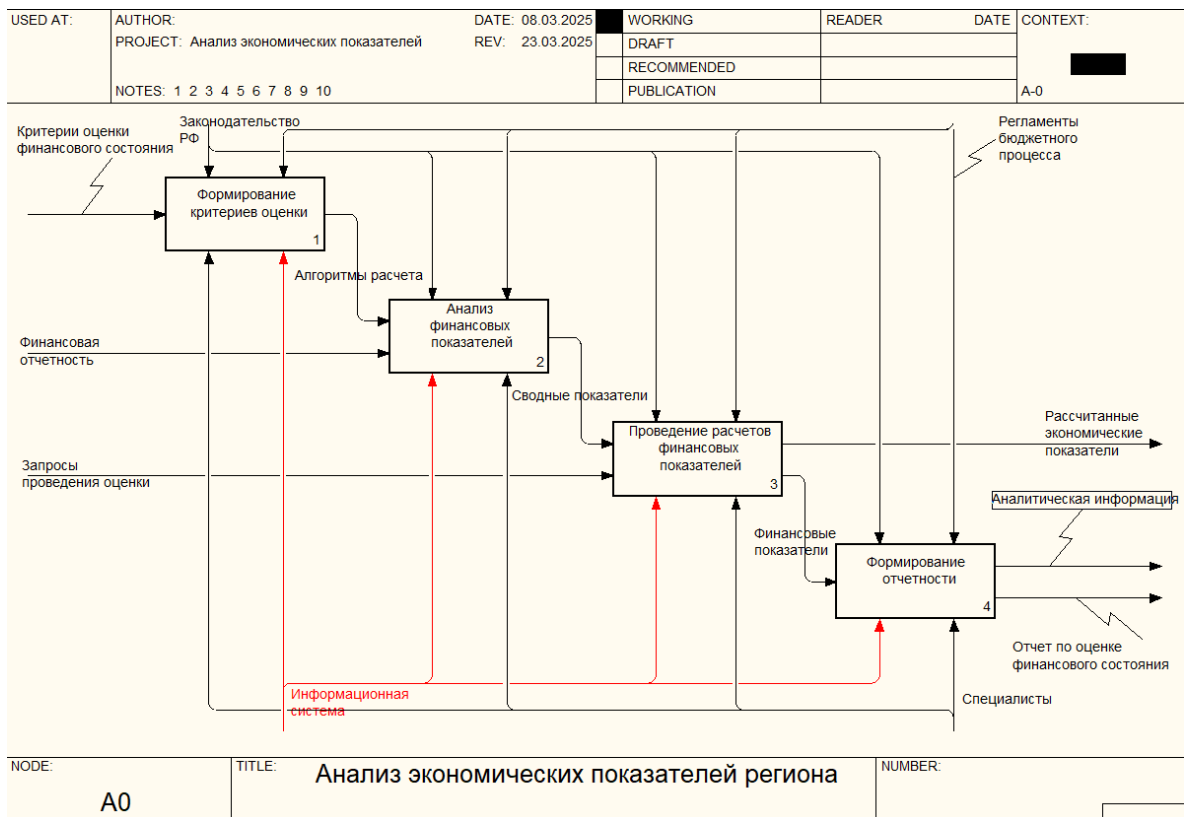 USED AT:
AUTHOR:
DATE: 08.03.2025
PROJECT: Анализ экономических показателей
REV: 23.03.2025
NOTES: 1 2 3 4 5 6 7 8 9 10
WORKING
DRAFT
RECOMMENDED
PUBLICATION
READER
DATE
CONTEXT:
A-0
Критерии оценки
финансового состояния
Законодательство
РФ
Регламенты
бюджетного
процесса
Формирование
критериев оценки
1
Алгоритмы расчета
Финансовая
отчетность
Анализ
финансовых
показателей
2
Сводные показатели
Запросы
проведения оценки
Проведение расчетов
финансовых
показателей
3
Рассчитанные
экономические
показатели
Аналитическая информация
Финансовые
показатели
Формирование
отчетности
4
Отчет по оценке
финансового состояния
Информационная
система
Специалисты
NODE:
A0
TITLE:
Анализ экономических показателей региона
NUMBER: